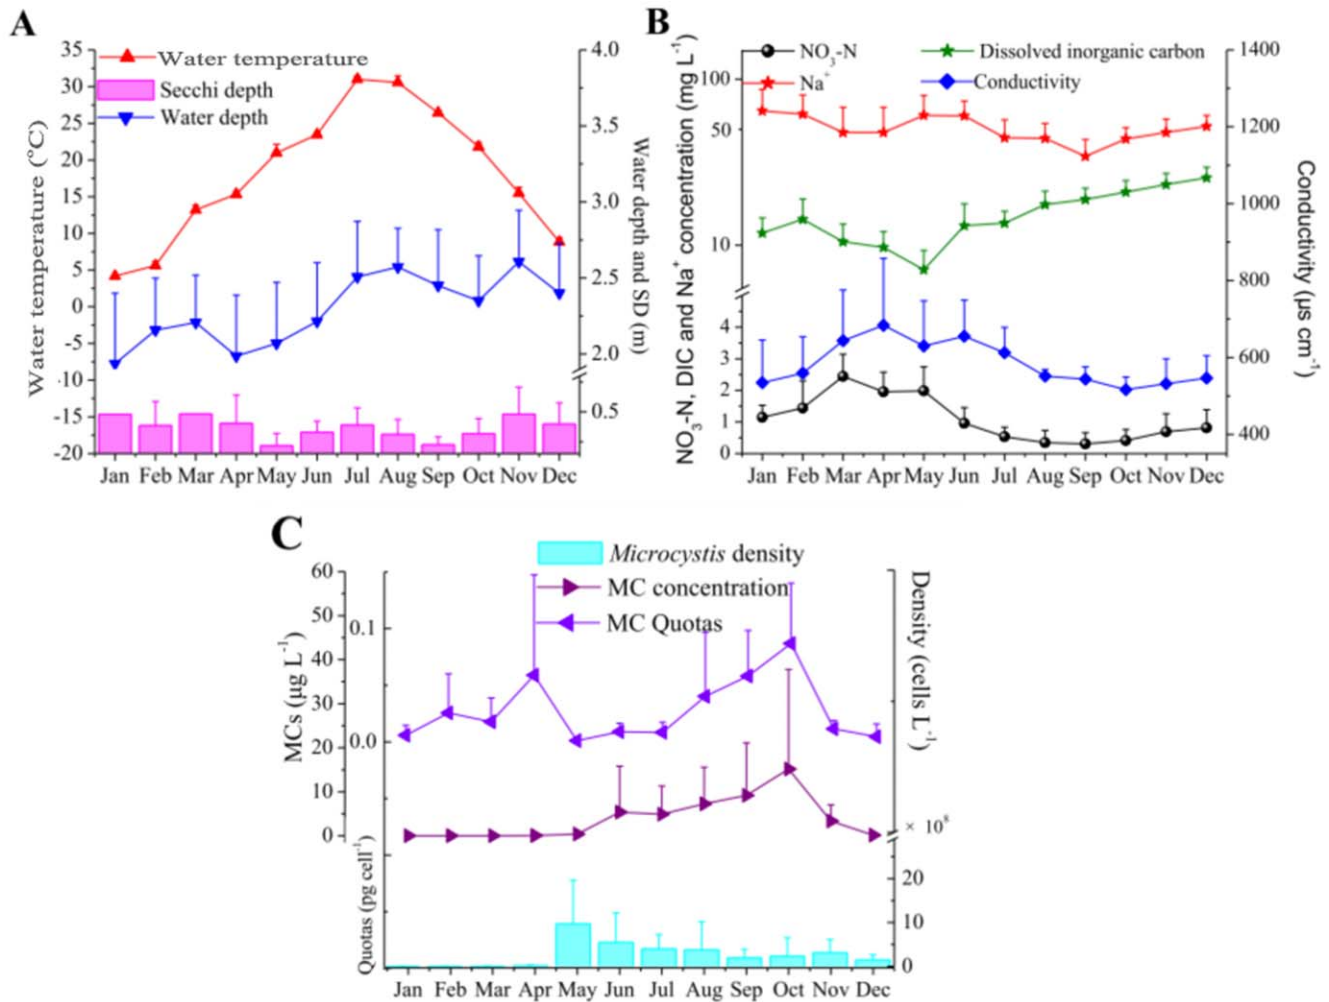 A
Water temperature
Secchi depth
Water depth
Water temperature (°C)
35
30
25
20
15
10
5
0
-5
-10
-15
-20
4.0
3.5
3.0
2.5
2.0
0.5
Water depth and SD (m)
Jan Feb Mar Apr May Jun Jul Aug Sep Oct Nov Dec
B
NO3-N
Na+
Dissolved inorganic carbon
Conductivity
NO3-N, DIC and Na+ concentration (mg L-1)
100
50
10
4
3
2
1
0
1400
1200
1000
800
600
400
Conductivity (µs cm-1)
Jan Feb Mar Apr May Jun Jul Aug Sep Oct Nov Dec
C
Microcystis density
MC concentration
MC Quotas
MCs (µg L-1)
60
50
40
30
20
10
0
0.1
0.0
Quotas (pg cell-1)
Density (cells L-1)
× 10^8
20
10
0
Jan Feb Mar Apr May Jun Jul Aug Sep Oct Nov Dec